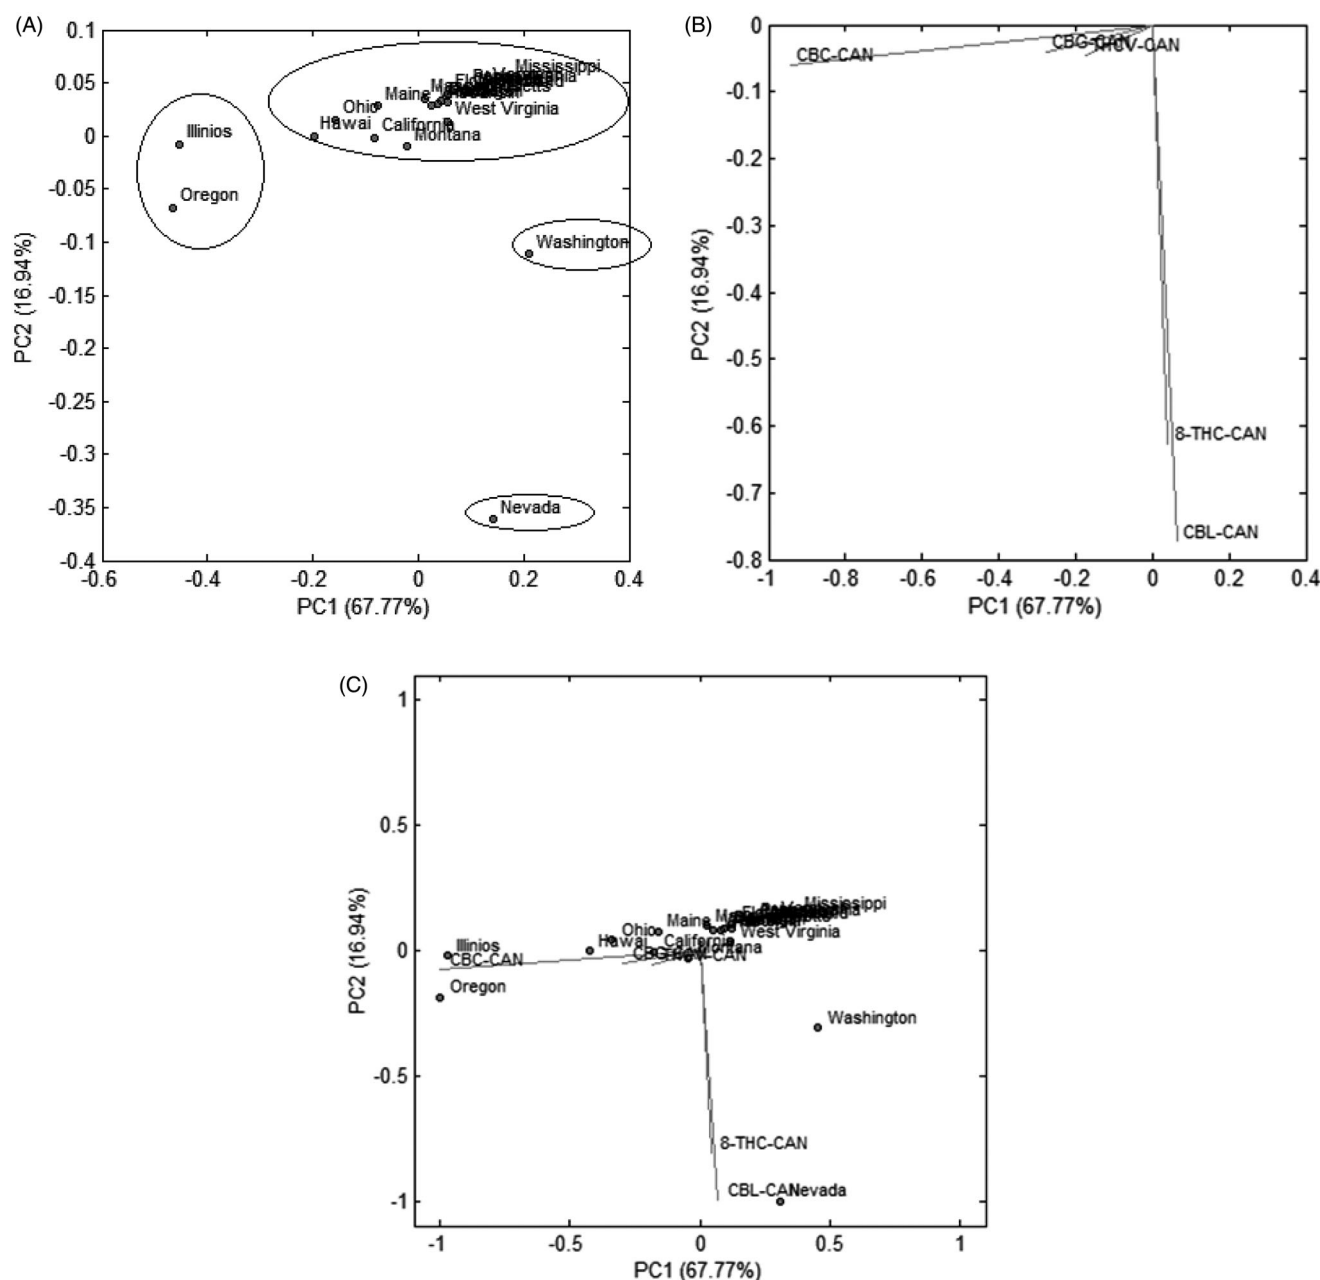 (A)
0.1
0.05
0
-0.05
-0.1
-0.15
-0.2
-0.25
-0.3
-0.35
-0.4
PC2 (16.94%)
Mississippi
Maine
Ohio
West Virginia
Hawai
California
Montana
Illinios
Oregon
Washington
Nevada
-0.6 -0.4 -0.2 0 0.2 0.4
PC1 (67.77%)
(B)
0
-0.1
-0.2
-0.3
-0.4
-0.5
-0.6
-0.7
-0.8
PC2 (16.94%)
CBC-CAN
CBG-CAN
THCV-CAN
8-THC-CAN
CBL-CAN
-1 -0.8 -0.6 -0.4 -0.2 0 0.2 0.4
PC1 (67.77%)
(C)
1
0.5
0
-0.5
-1
PC2 (16.94%)
Mississippi
Maine
Ohio
West Virginia
Hawai
California
Montana
Illinios
CBC-CAN
Oregon
Washington
8-THC-CAN
CBL-CAN
Nevada
-1 -0.5 0 0.5 1
PC1 (67.77%)